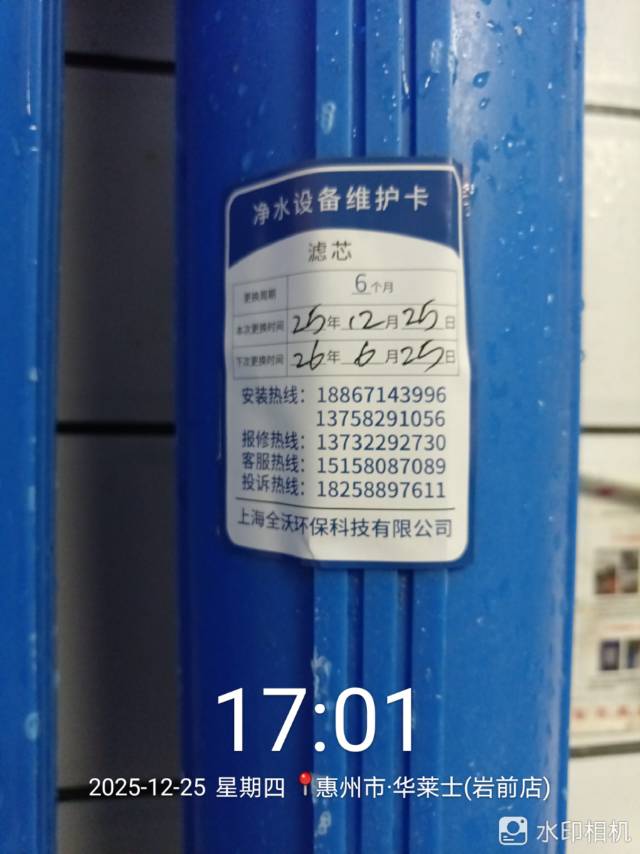 净水设备维护卡
滤芯
更换周期 6个月
本次更换时间 25年12月25日
下次更换时间 26年6月25日
安装热线：18867143996
13758291056
报修热线：13732292730
客服热线：15158087089
投诉热线：18258897611
上海全沃环保科技有限公司
17:01
2025-12-25 星期四 惠州市·华莱士(岩前店)
水印相机